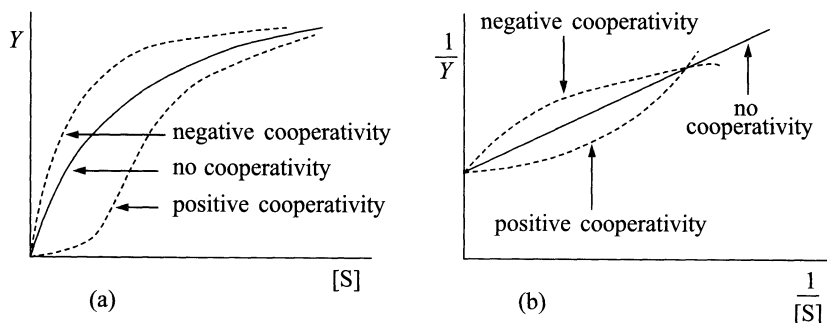 Y
negative cooperativity
no cooperativity
positive cooperativity
[S]
(a)
1
Y
negative cooperativity
no
cooperativity
positive cooperativity
1
[S]
(b)